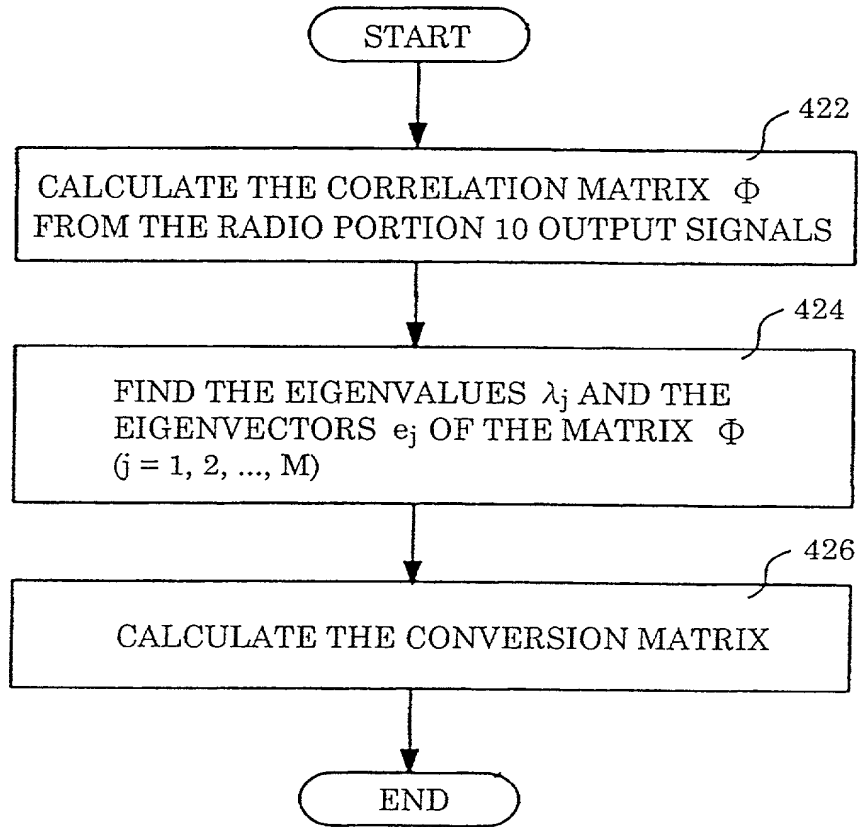 START
422
CALCULATE THE CORRELATION MATRIX Φ
FROM THE RADIO PORTION 10 OUTPUT SIGNALS
424
FIND THE EIGENVALUES λj AND THE
EIGENVECTORS ej OF THE MATRIX Φ
(j = 1, 2, ..., M)
426
CALCULATE THE CONVERSION MATRIX
END